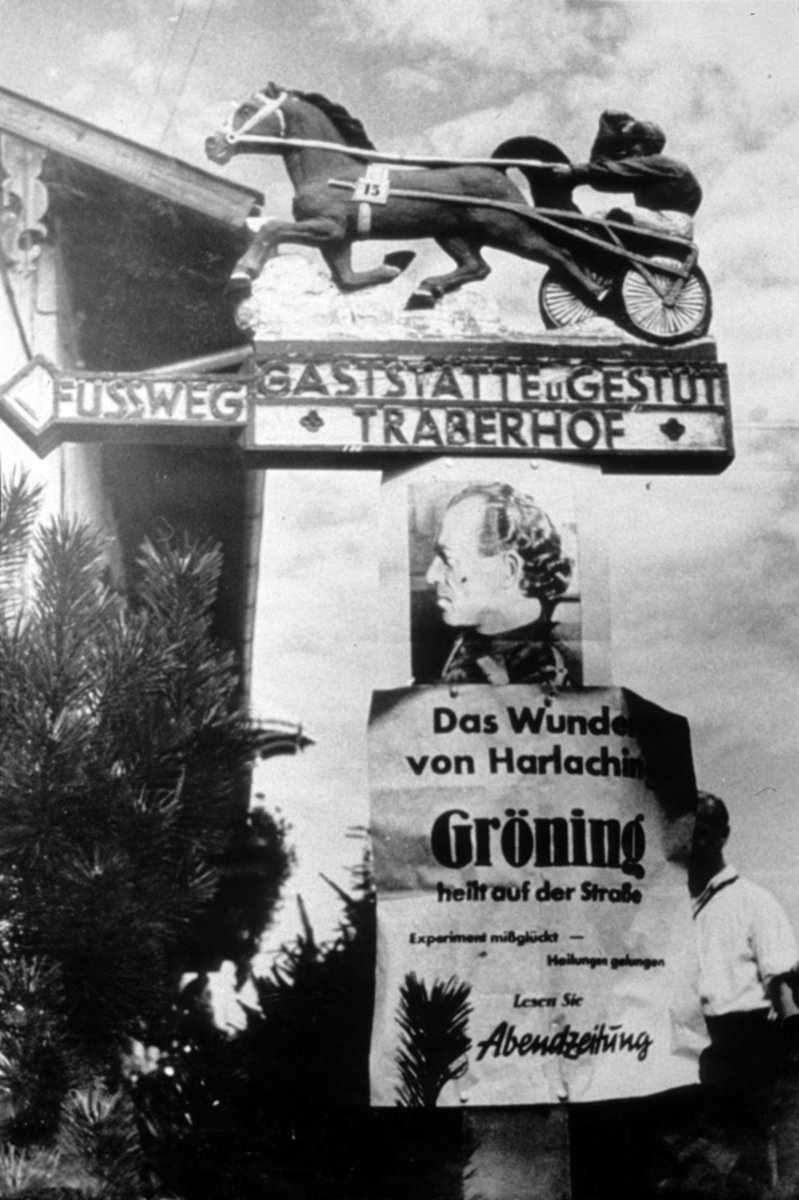 15
FUSSWEG
GASTSTÄTTE u. GESTÜT
TRABERHOF
Das Wunde
von Harlachin
Gröning
heilt auf der Straße
Experiment mißglückt —
Heilungen gelungen
Lesen Sie
Abendzeitung